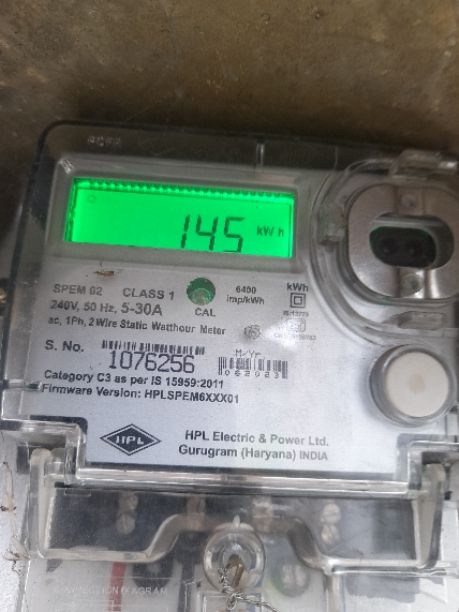 145 kWh
SPEM 02 CLASS 1 6400 kWh
240V, 50 Hz, 5-30A CAL imp/kWh
ac, 1Ph, 2 Wire Static Watthour Meter
S. No. 1076256 M/Yr
062023
Category C3 as per IS 15959:2011
Firmware Version: HPLSPEM6XXX01
HPL HPL Electric & Power Ltd.
Gurugram (Haryana) INDIA